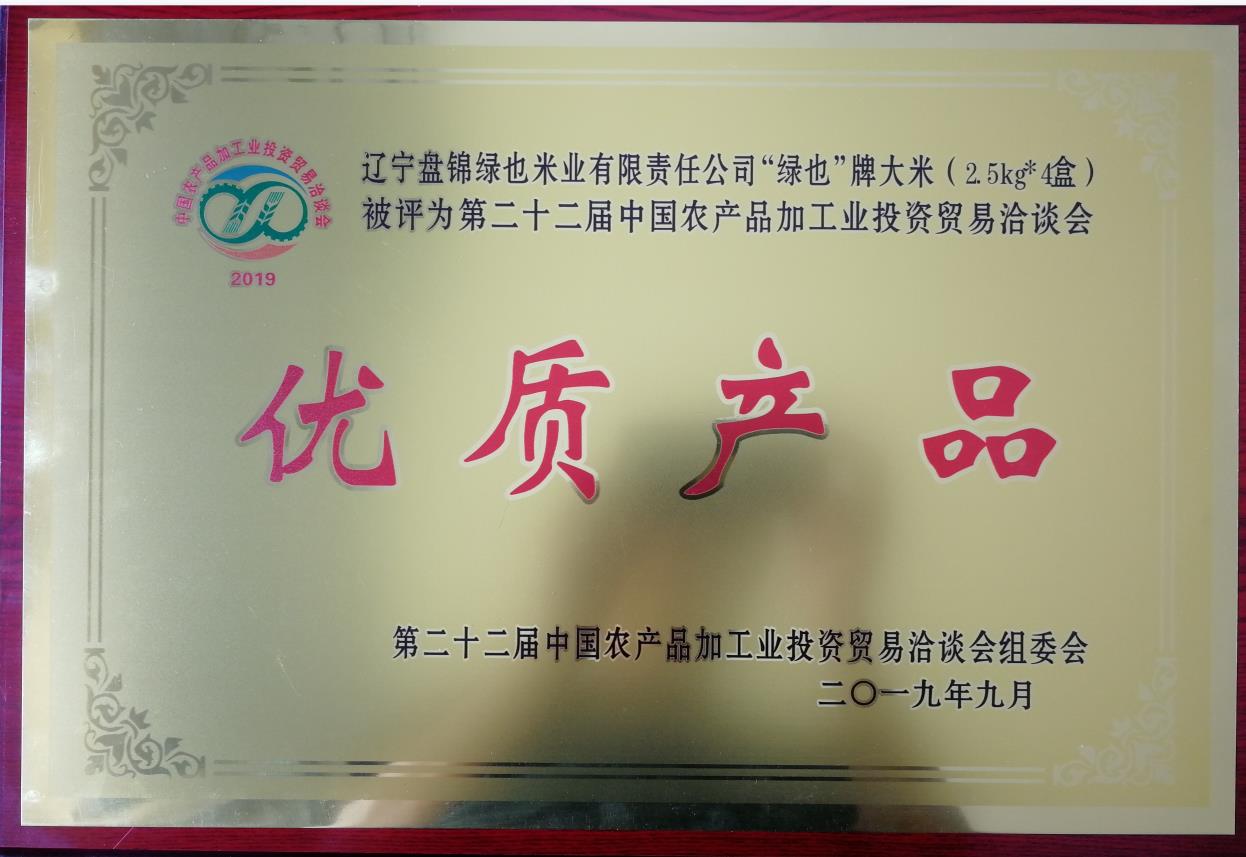 中国农产品加工业投资贸易洽谈会
2019
辽宁盘锦绿也米业有限责任公司“绿也”牌大米（2.5kg*4盒）
被评为第二十二届中国农产品加工业投资贸易洽谈会
优质产品
第二十二届中国农产品加工业投资贸易洽谈会组委会
二〇一九年九月